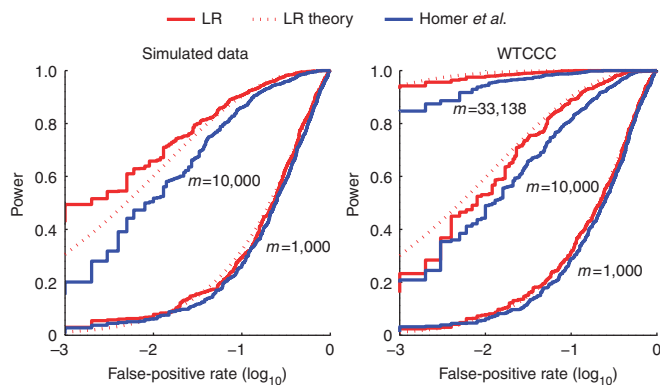 LR LR theory Homer et al.
Simulated data
WTCCC
Power
1.0
0.8
0.6
0.4
0.2
0
m=10,000
m=1,000
−3 −2 −1 0
False-positive rate (log10)
Power
1.0
0.8
0.6
0.4
0.2
0
m=33,138
m=10,000
m=1,000
−3 −2 −1 0
False-positive rate (log10)